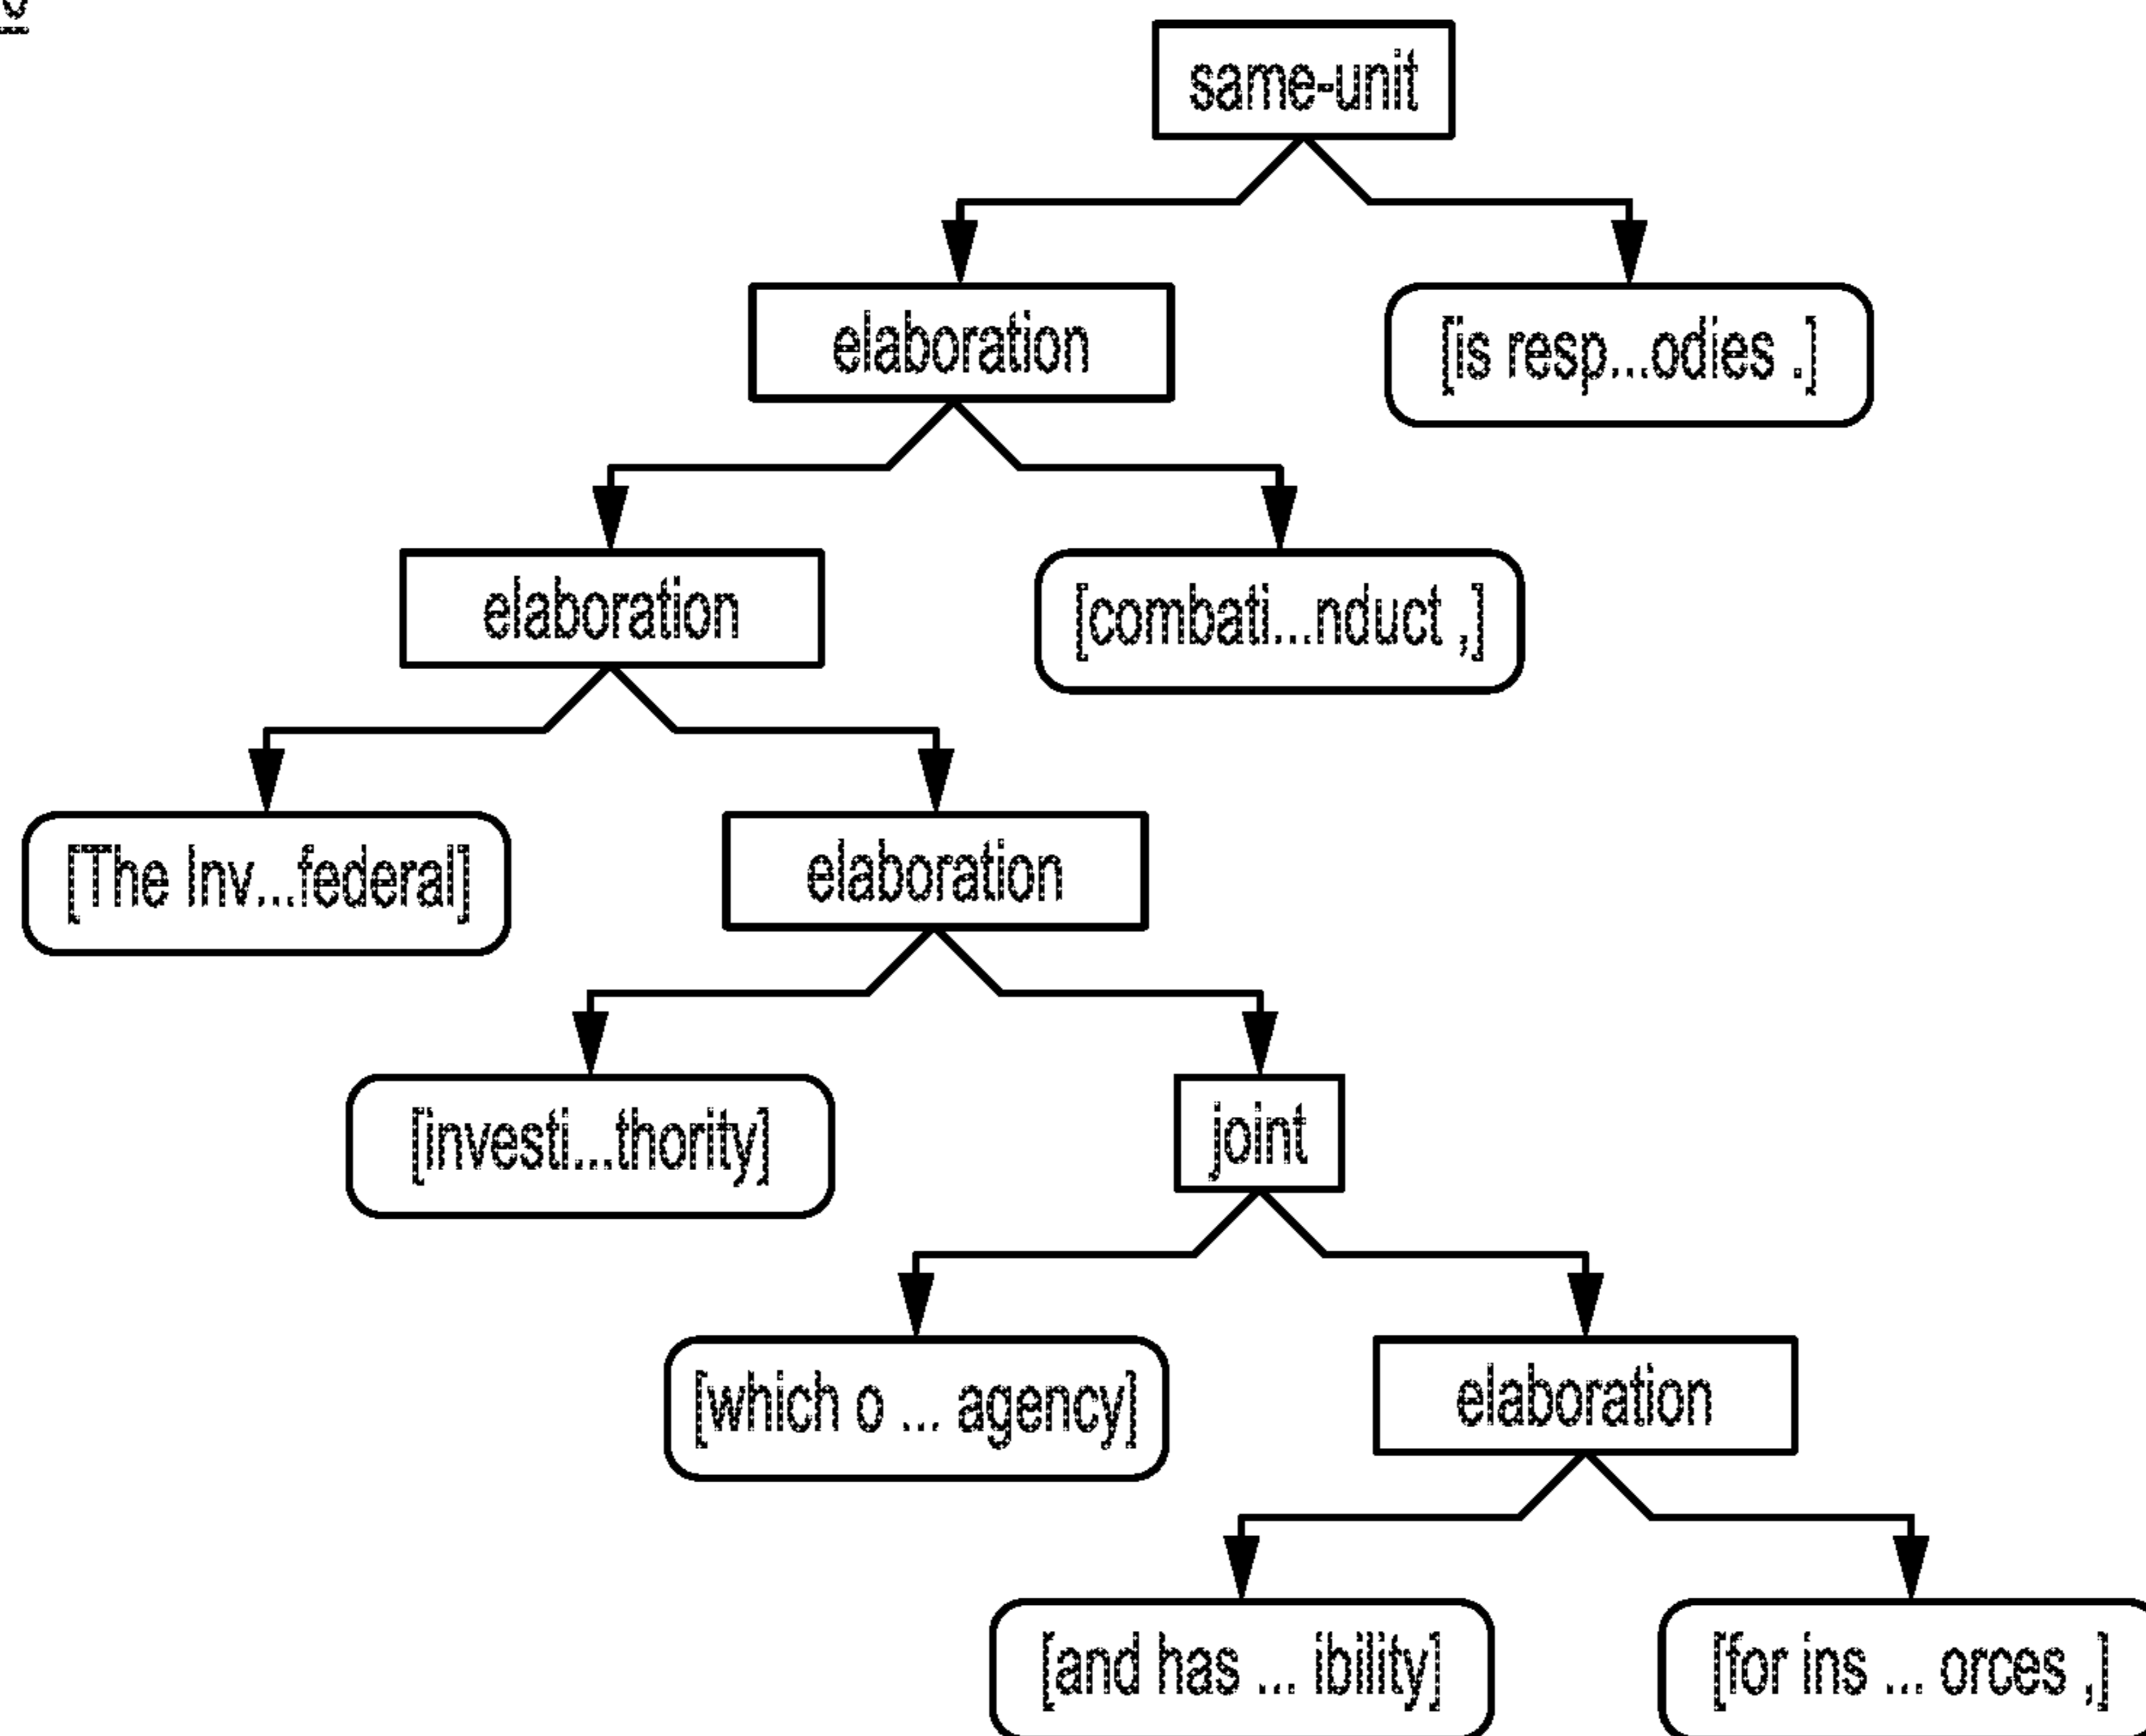 same-unit
elaboration
[is resp...odies .]
elaboration
[combati...nduct ,]
[The Inv...federal]
elaboration
[investi...thority]
joint
[which o ... agency]
elaboration
[and has ... ibility]
[for ins ... orces ,]